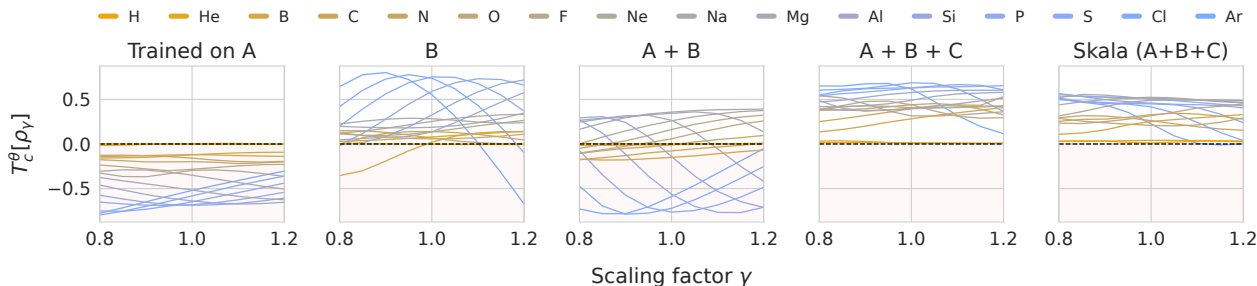 H He B C N O F Ne Na Mg Al Si P S Cl Ar
Trained on A B A + B A + B + C Skala (A+B+C)
T_c^θ[ρ_γ]
0.5
0.0
−0.5
0.8 1.0 1.2 0.8 1.0 1.2 0.8 1.0 1.2 0.8 1.0 1.2 0.8 1.0 1.2
Scaling factor γ